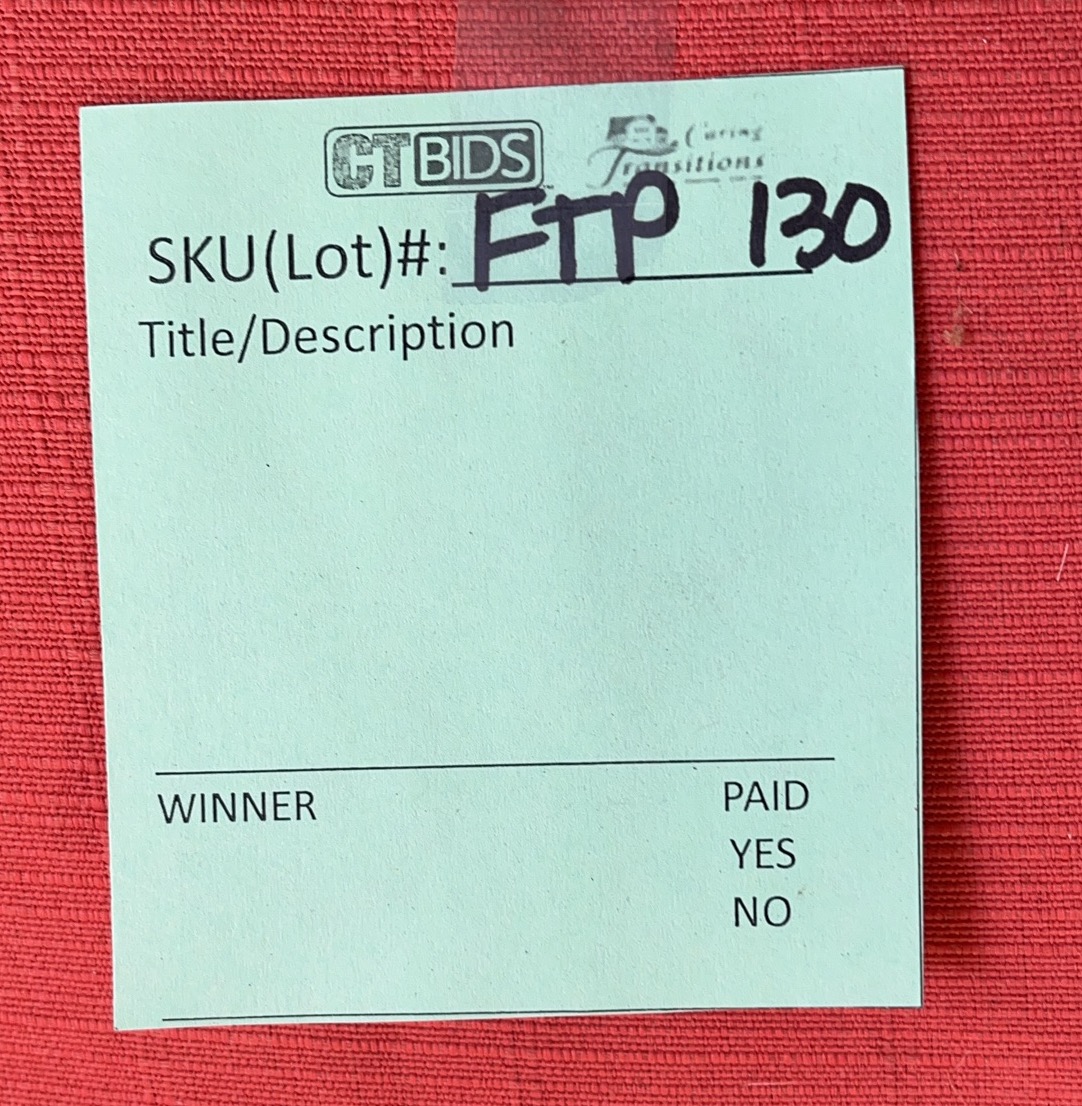 CTBIDS Caring
Transitions
SKU(Lot)#: FTP 130
Title/Description
WINNER PAID
YES
NO